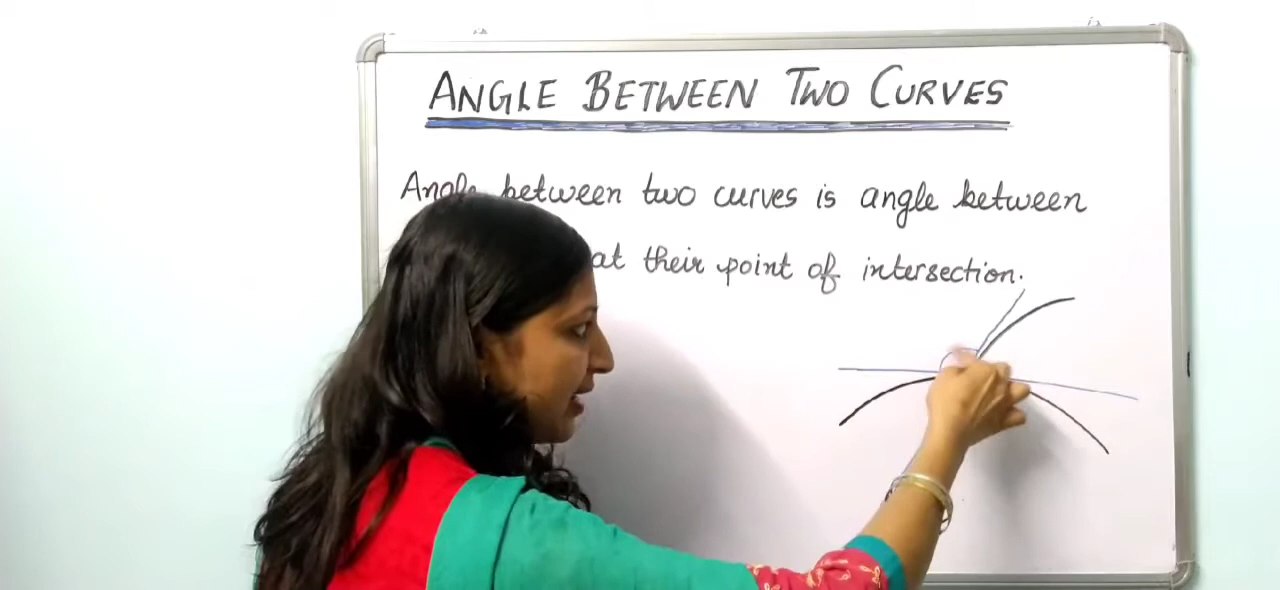 ANGLE BETWEEN TWO CURVES
Angle between two curves is angle between
at their point of intersection.